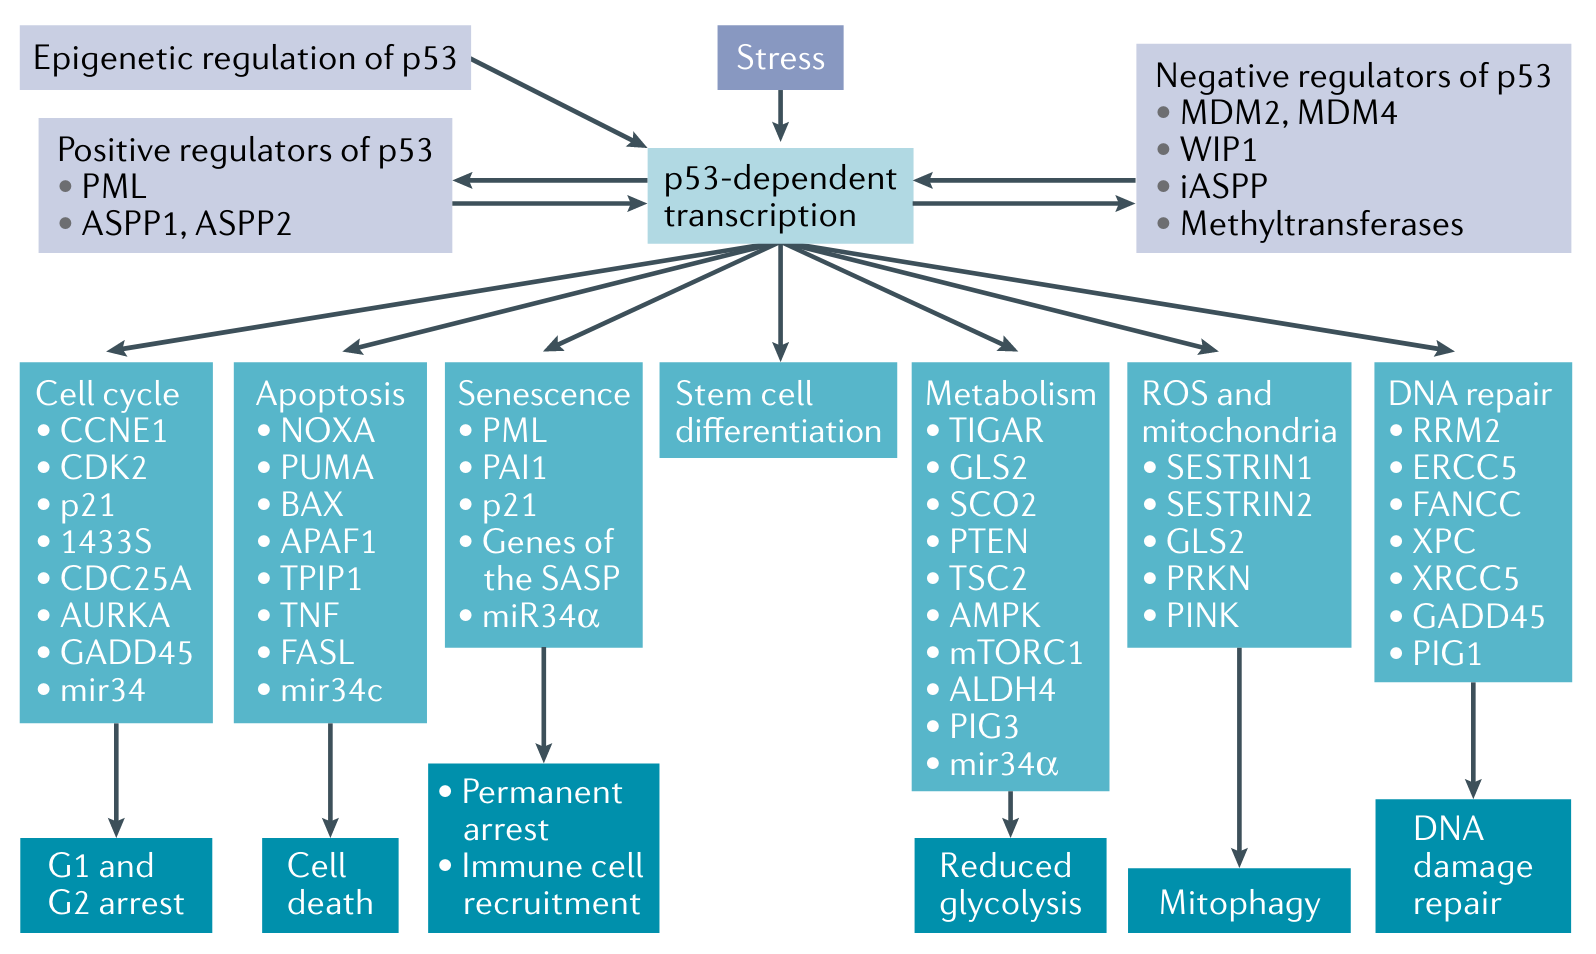 Epigenetic regulation of p53
Stress
Positive regulators of p53
• PML
• ASPP1, ASPP2
p53-dependent
transcription
Negative regulators of p53
• MDM2, MDM4
• WIP1
• iASPP
• Methyltransferases
Cell cycle
• CCNE1
• CDK2
• p21
• 1433S
• CDC25A
• AURKA
• GADD45
• mir34
Apoptosis
• NOXA
• PUMA
• BAX
• APAF1
• TPIP1
• TNF
• FASL
• mir34c
Senescence
• PML
• PAI1
• p21
• Genes of
the SASP
• miR34α
Stem cell
differentiation
Metabolism
• TIGAR
• GLS2
• SCO2
• PTEN
• TSC2
• AMPK
• mTORC1
• ALDH4
• PIG3
• mir34α
ROS and
mitochondria
• SESTRIN1
• SESTRIN2
• GLS2
• PRKN
• PINK
DNA repair
• RRM2
• ERCC5
• FANCC
• XPC
• XRCC5
• GADD45
• PIG1
G1 and
G2 arrest
Cell
death
• Permanent
arrest
• Immune cell
recruitment
Reduced
glycolysis
Mitophagy
DNA
damage
repair